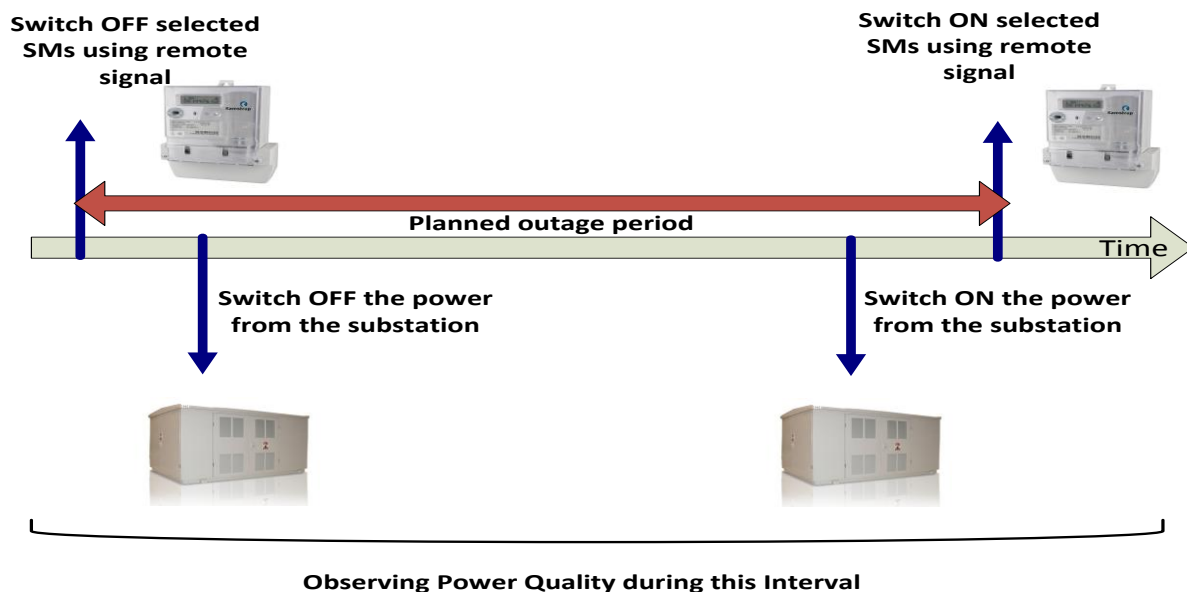 Switch OFF selected
SMs using remote
signal
Switch ON selected
SMs using remote
signal
Planned outage period
Time
Switch OFF the power
from the substation
Switch ON the power
from the substation
Observing Power Quality during this Interval